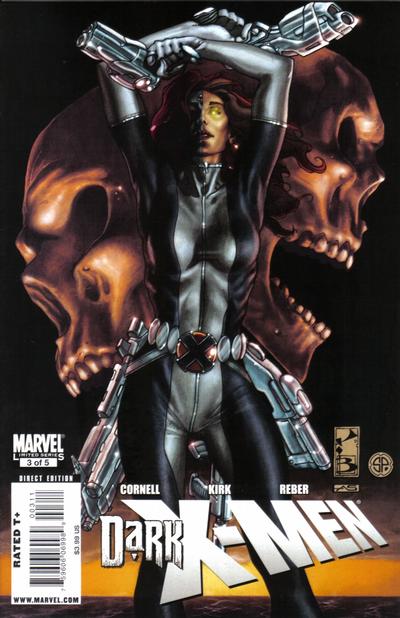 MARVEL
LIMITED SERIES
3 of 5
DIRECT EDITION
RATED T+
00311
$3.99 US
WWW.MARVEL.COM
CORNELL KIRK REBER
DARK X-MEN